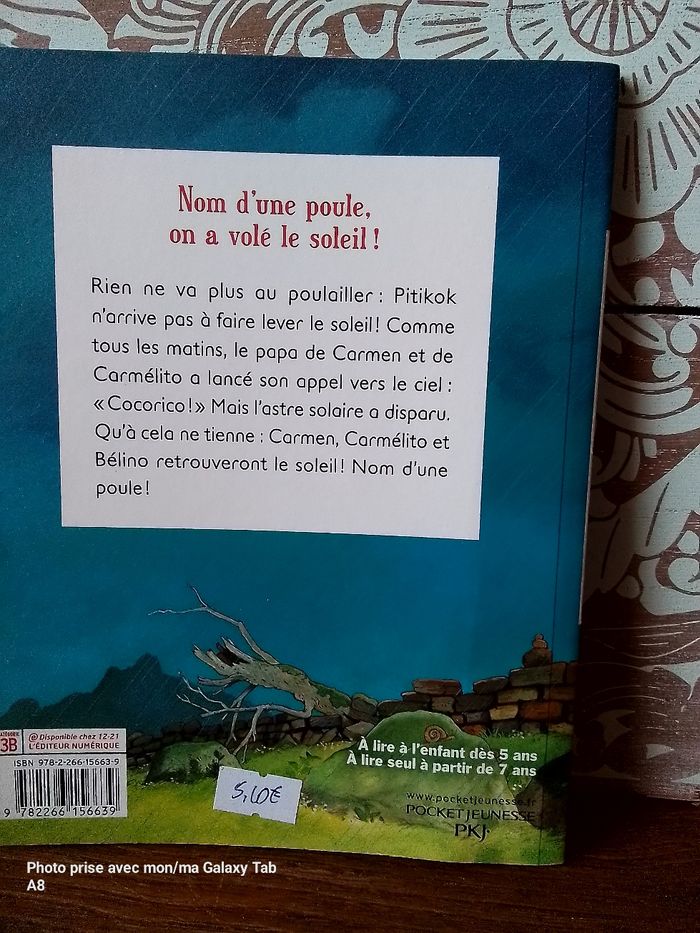 Nom d'une poule,
on a volé le soleil !
Rien ne va plus au poulailler : Pitikok
n'arrive pas à faire lever le soleil ! Comme
tous les matins, le papa de Carmen et de
Carmélito a lancé son appel vers le ciel :
« Cocorico ! » Mais l'astre solaire a disparu.
Qu'à cela ne tienne : Carmen, Carmélito et
Bélino retrouveront le soleil ! Nom d'une
poule !
3B
@ Disponible chez 12-21
L'ÉDITEUR NUMÉRIQUE
ISBN 978-2-266-15663-9
9 782266 156639
5,10€
À lire à l'enfant dès 5 ans
À lire seul à partir de 7 ans
www.pocketjeunesse.fr
POCKET JEUNESSE
PKJ·
Photo prise avec mon/ma Galaxy Tab
A8